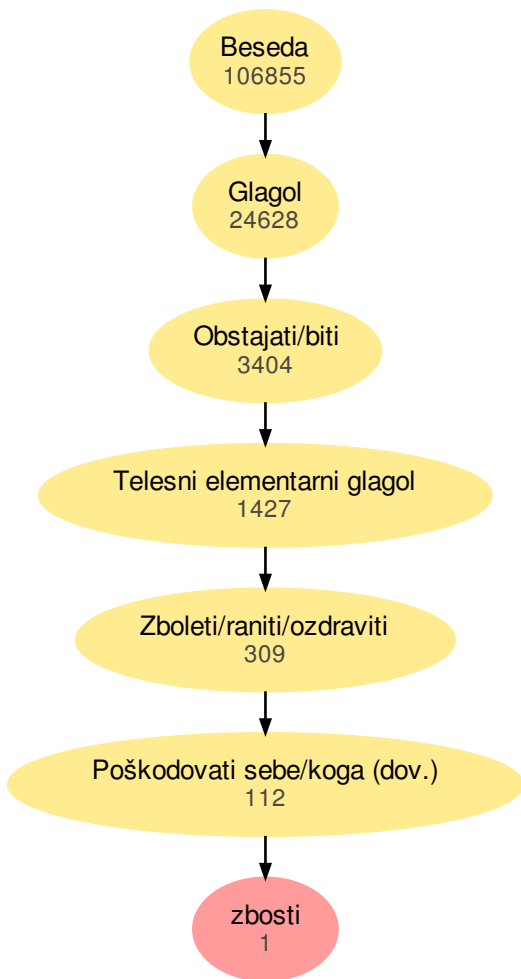 Beseda
106855
Glagol
24628
Obstajati/biti
3404
Telesni elementarni glagol
1427
Zboleti/raniti/ozdraviti
309
Poškodovati sebe/koga (dov.)
112
zbosti
1